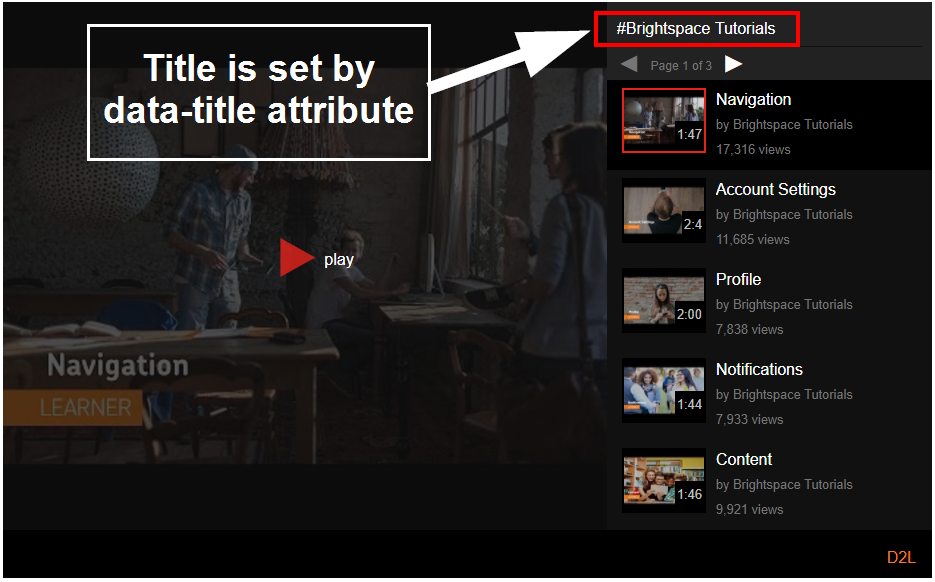 Title is set by
data-title attribute
play
Navigation
LEARNER
#Brightspace Tutorials
Page 1 of 3
1:47
Navigation
by Brightspace Tutorials
17,316 views
2:4
Account Settings
by Brightspace Tutorials
11,685 views
2:00
Profile
by Brightspace Tutorials
7,838 views
1:44
Notifications
by Brightspace Tutorials
7,933 views
1:46
Content
by Brightspace Tutorials
9,921 views
D2L